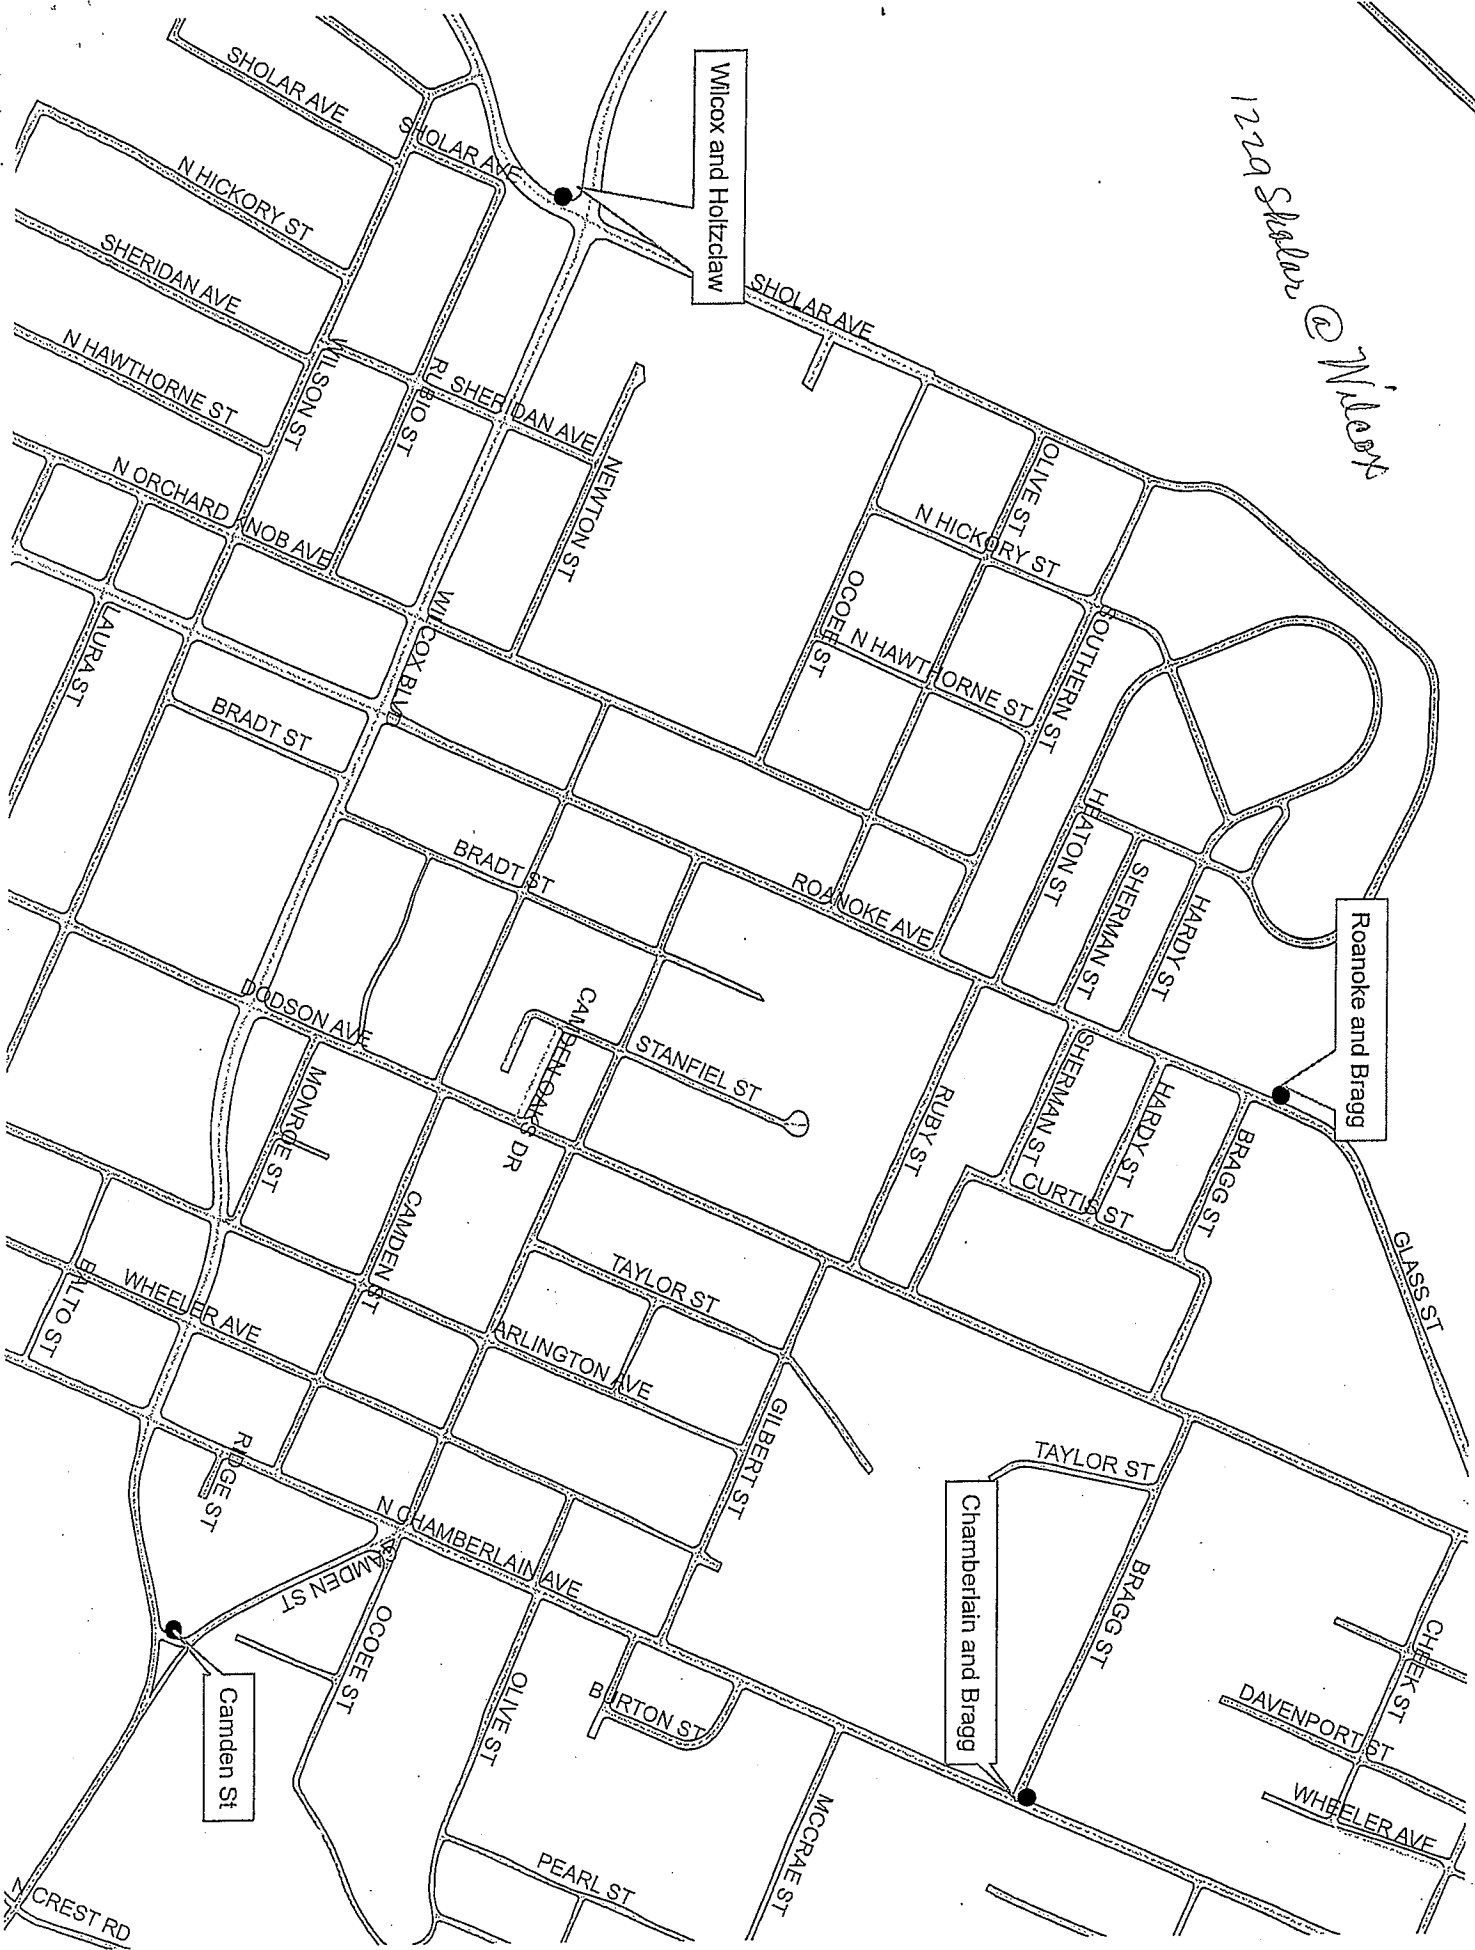 1229 Sholar @ Wilcox
Wilcox and Holtzclaw
SHOLAR AVE
SHOLAR AVE
N HICKORY ST
SHERIDAN AVE
N HAWTHORNE ST
N ORCHARD KNOB AVE
WILSON ST
RUBIO ST
SHERIDAN AVE
NEWTON ST
SHOLAR AVE
OLIVE ST
N HICKORY ST
OCOEE ST
N HAWTHORNE ST
SOUTHERN ST
WILCOX BLVD
LAURA ST
BRADT ST
BRADT ST
ROANOKE AVE
HEATON ST
SHERMAN ST
HARDY ST
Roanoke and Bragg
DODSON AVE
CAMDEN OAKS DR
STANFIEL ST
MONROE ST
RUBY ST
SHERMAN ST
HARDY ST
BRAGG ST
CURTIS ST
GLASS ST
CAMDEN ST
TAYLOR ST
BALTO ST
WHEELER AVE
ARLINGTON AVE
GILBERT ST
RIDGE ST
N CHAMBERLAIN AVE
CAMDEN ST
TAYLOR ST
Chamberlain and Bragg
BRAGG ST
CHEEK ST
DAVENPORT ST
WHEELER AVE
OCOEE ST
OLIVE ST
BURTON ST
MCCRAE ST
PEARL ST
Camden St
N CREST RD